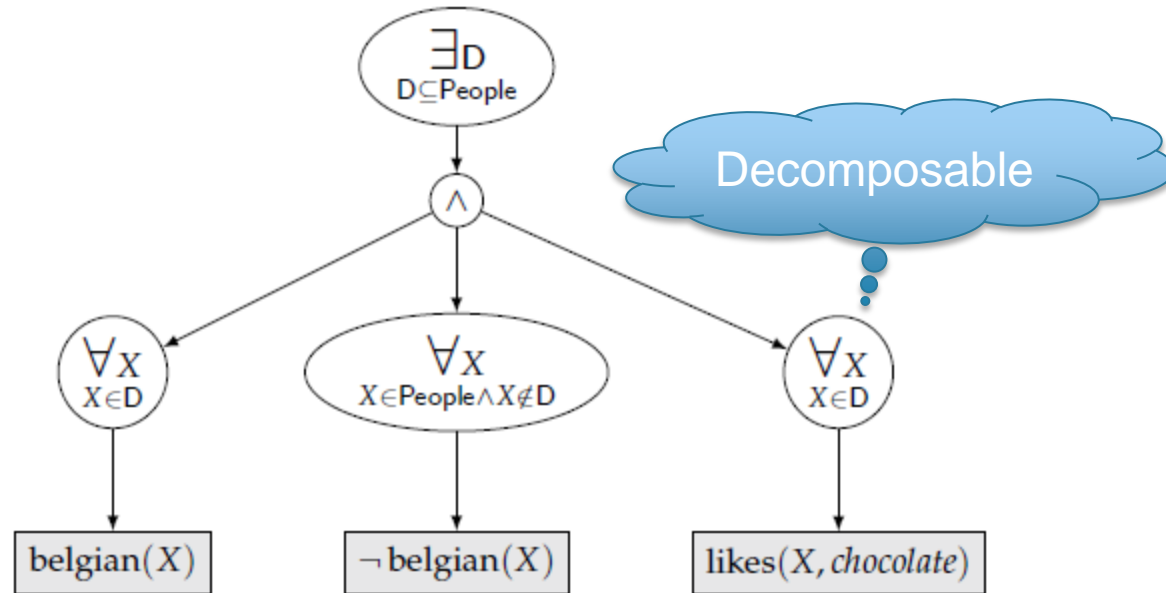 ∃D
D⊆People
Decomposable
∧
∀X
X∈D
∀X
X∈People∧X∉D
∀X
X∈D
belgian(X)
¬ belgian(X)
likes(X, chocolate)